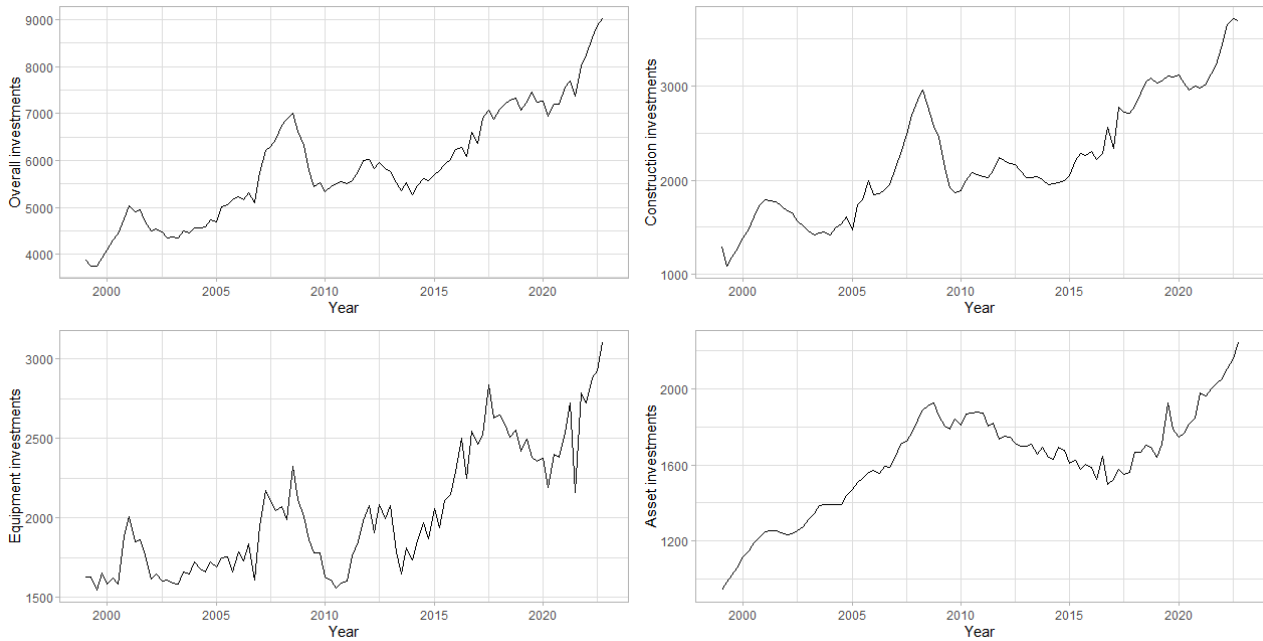 Overall investments
9000
8000
7000
6000
5000
4000
2000 2005 2010 2015 2020
Year
Construction investments
3000
2000
1000
2000 2005 2010 2015 2020
Year
Equipment investments
3000
2500
2000
1500
2000 2005 2010 2015 2020
Year
Asset investments
2000
1600
1200
2000 2005 2010 2015 2020
Year